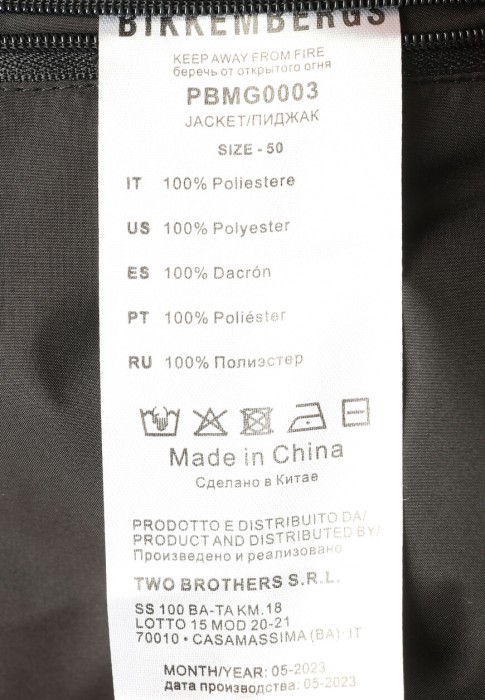 BIKKEMBERGS
KEEP AWAY FROM FIRE
беречь от открытого огня
PBMG0003
JACKET/ПИДЖАК
SIZE - 50
IT 100% Poliestere
US 100% Polyester
ES 100% Dacrón
PT 100% Poliéster
RU 100% Полиэстер
Made in China
Сделано в Китае
PRODOTTO E DISTRIBUITO DA/
PRODUCT AND DISTRIBUTED BY/
Произведено и реализовано
TWO BROTHERS S.R.L.
SS 100 BA-TA KM.18
LOTTO 15 MOD 20-21
70010 • CASAMASSIMA (BA)· IT
MONTH/YEAR: 05-2023
дата производства: 05-2023